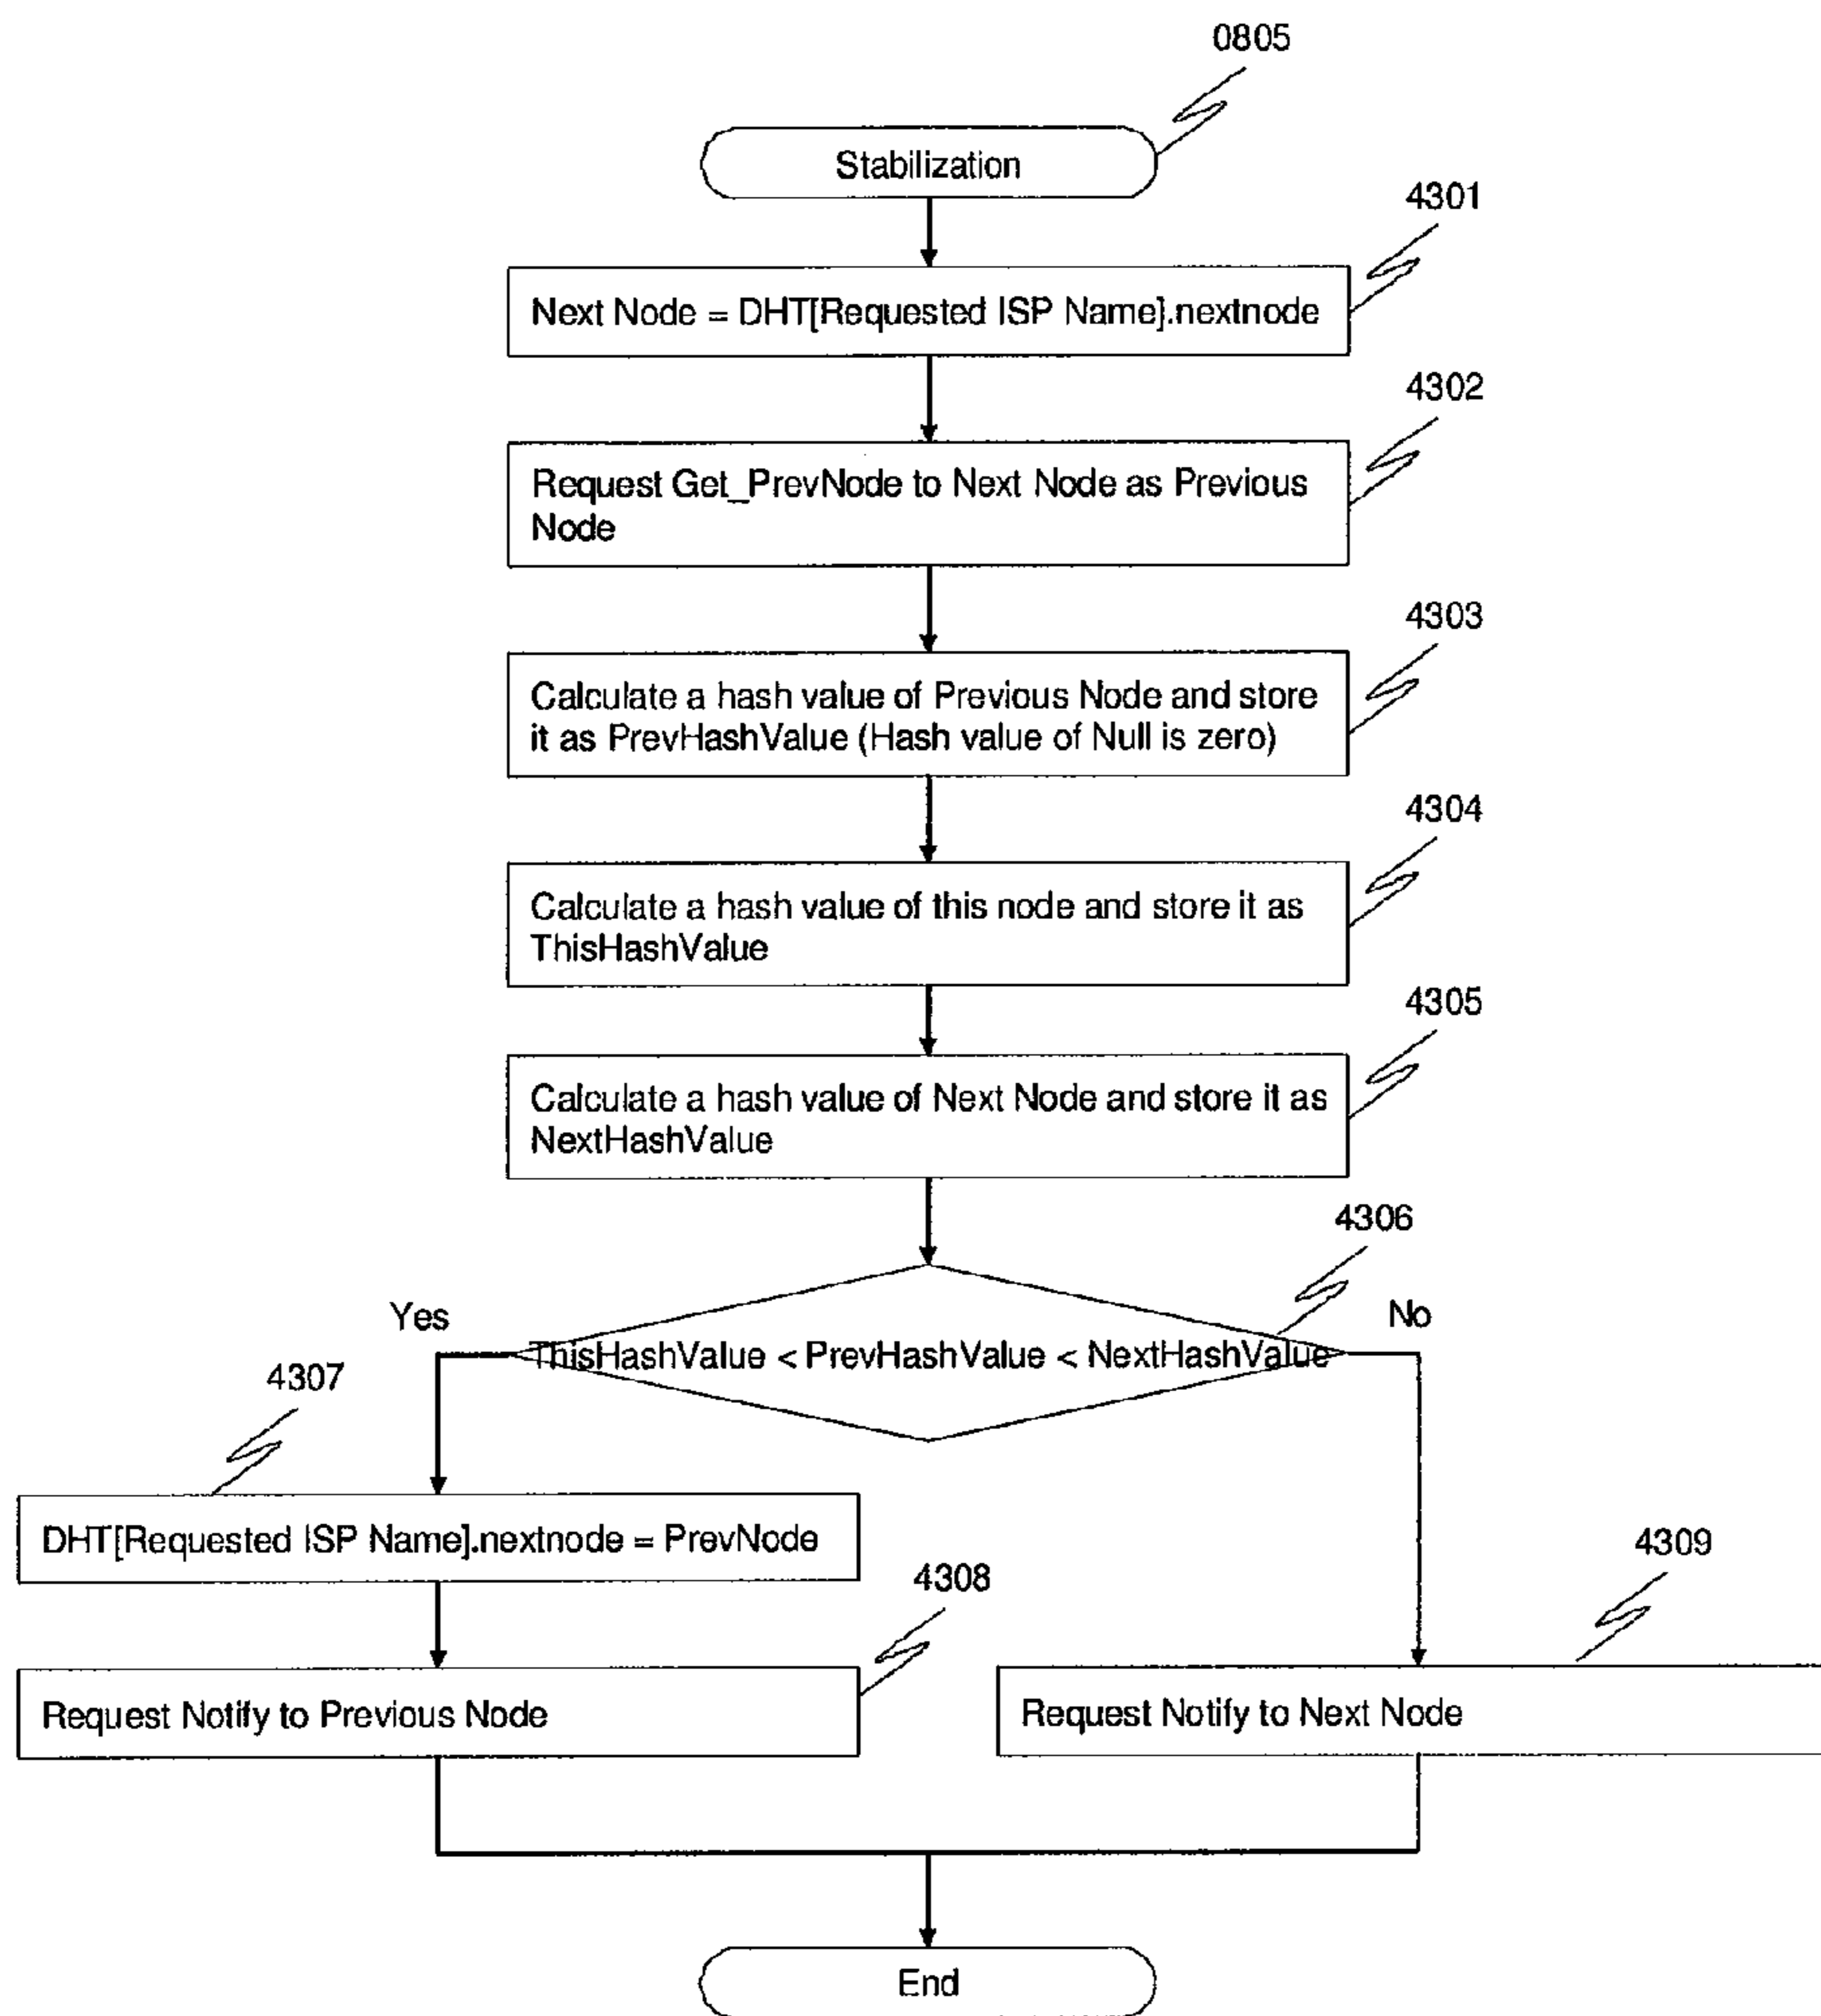 0805
Stabilization
4301
Next Node = DHT[Requested ISP Name].nextnode
4302
Request Get_PrevNode to Next Node as Previous
Node
4303
Calculate a hash value of Previous Node and store
it as PrevHashValue (Hash value of Null is zero)
4304
Calculate a hash value of this node and store it as
ThisHashValue
4305
Calculate a hash value of Next Node and store it as
NextHashValue
4306
Yes
No
ThisHashValue < PrevHashValue < NextHashValue
4307
DHT[Requested ISP Name].nextnode = PrevNode
4308
4309
Request Notify to Previous Node
Request Notify to Next Node
End